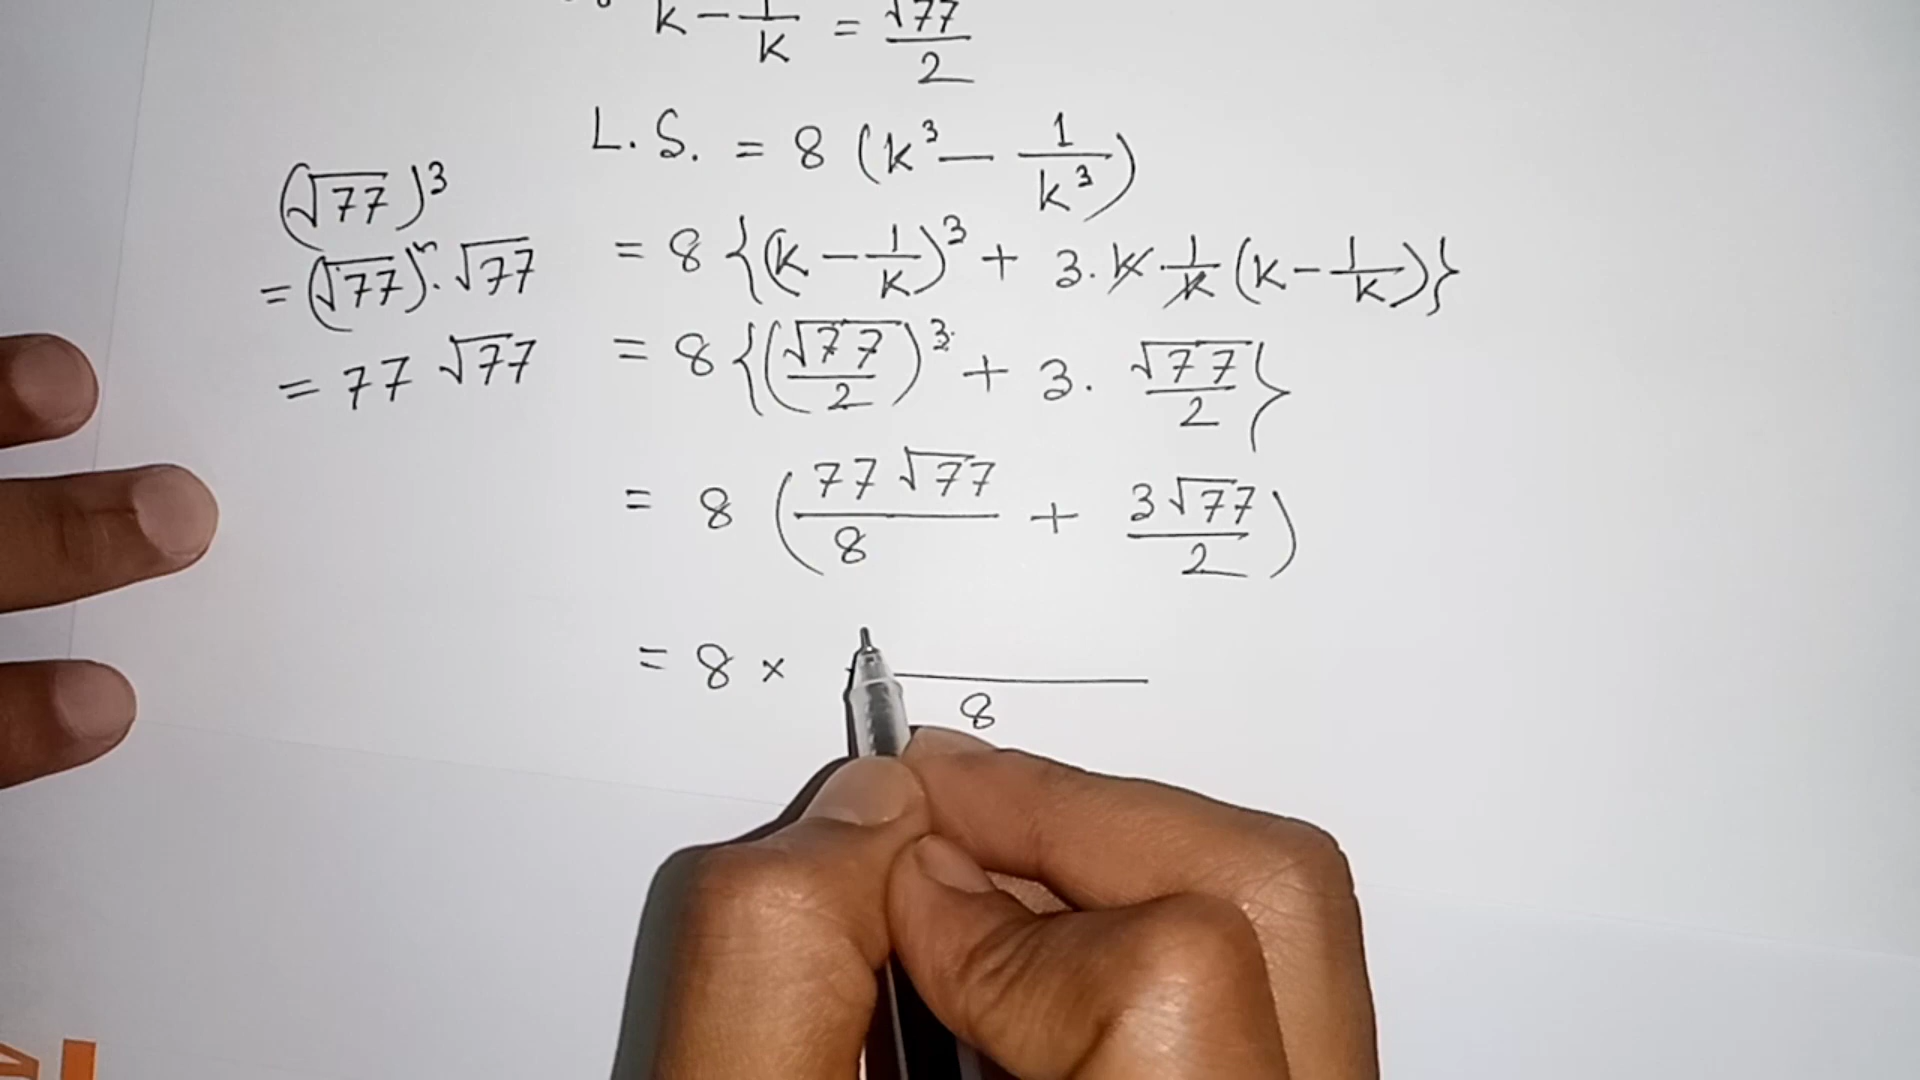 k - 1/k = √77/2
L.S. = 8 (k³ - 1/k³)
= 8 {(k - 1/k)³ + 3. k. 1/k (k - 1/k)}
= 8 {(√77/2)³ + 3. √77/2}
= 8 (77√77/8 + 3√77/2)
= 8 × /8
(√77)³
= (√77)². √77
= 77 √77